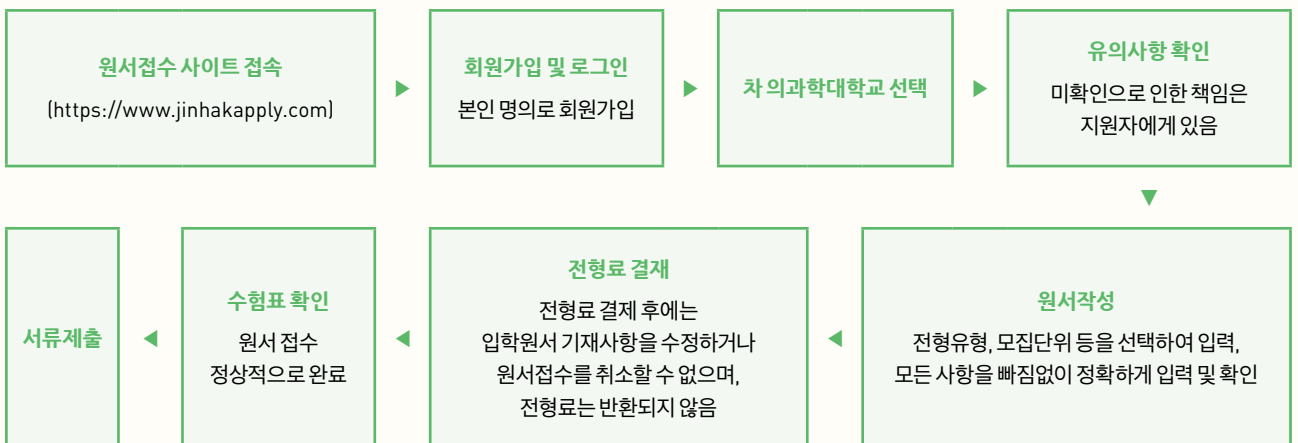 원서접수 사이트 접속
(https://www.jinhakapply.com)
▶
회원가입 및 로그인
본인 명의로 회원가입
▶
차 의과학대학교 선택
▶
유의사항 확인
미확인으로 인한 책임은
지원자에게 있음
▼
원서작성
전형유형, 모집단위 등을 선택하여 입력,
모든 사항을 빠짐없이 정확하게 입력 및 확인
◀
전형료 결재
전형료 결제 후에는
입학원서 기재사항을 수정하거나
원서접수를 취소할 수 없으며,
전형료는 반환되지 않음
◀
수험표 확인
원서 접수
정상적으로 완료
◀
서류제출